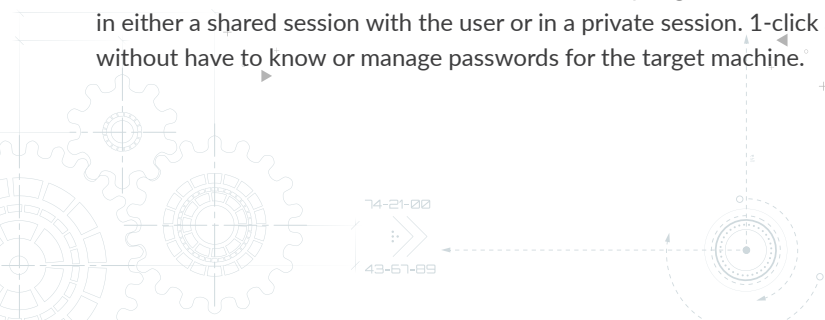 in either a shared session with the user or in a private session. 1-click
without have to know or manage passwords for the target machine.
74-21-00
43-67-89